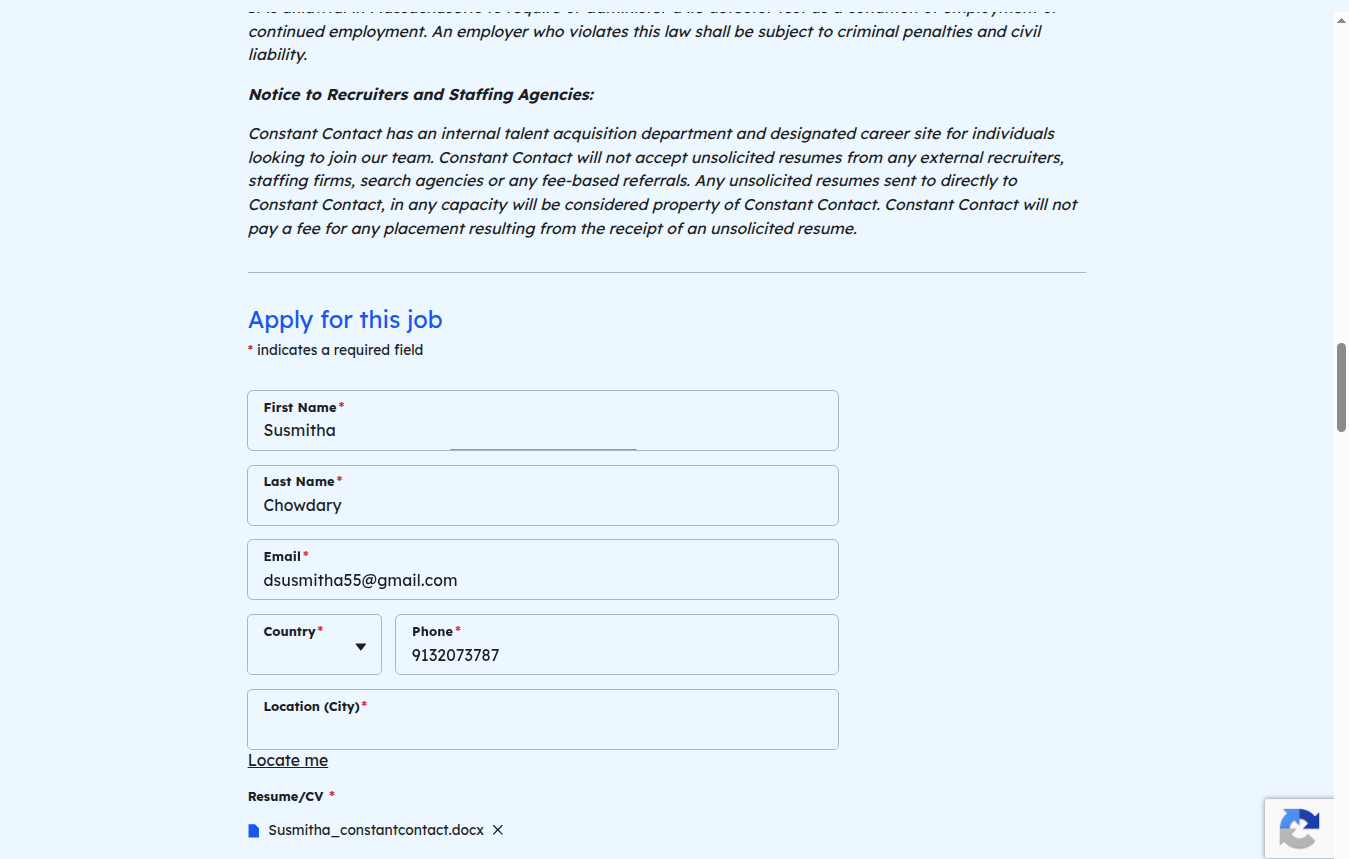 continued employment. An employer who violates this law shall be subject to criminal penalties and civil
liability.
Notice to Recruiters and Staffing Agencies:
Constant Contact has an internal talent acquisition department and designated career site for individuals
looking to join our team. Constant Contact will not accept unsolicited resumes from any external recruiters,
staffing firms, search agencies or any fee-based referrals. Any unsolicited resumes sent to directly to
Constant Contact, in any capacity will be considered property of Constant Contact. Constant Contact will not
pay a fee for any placement resulting from the receipt of an unsolicited resume.
Apply for this job
* indicates a required field
First Name*
Susmitha
Last Name*
Chowdary
Email*
dsusmitha55@gmail.com
Country*
Phone*
9132073787
Location (City)*
Locate me
Resume/CV *
Susmitha_constantcontact.docx